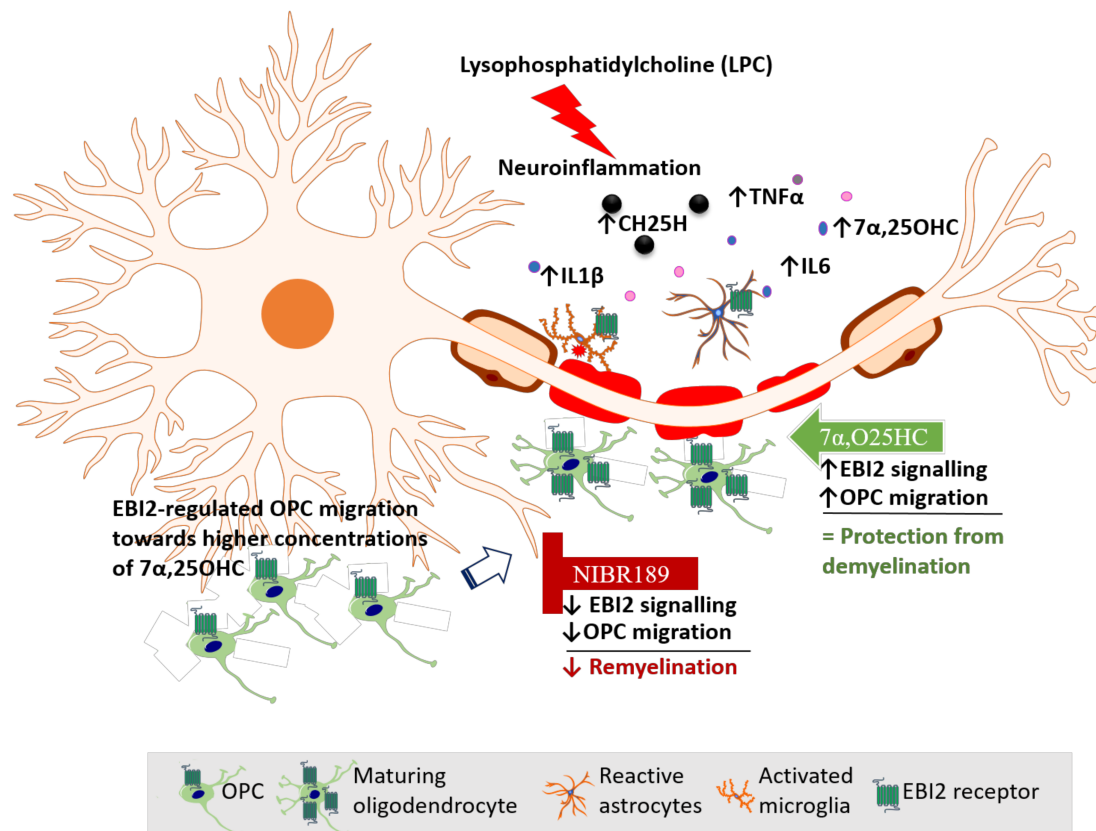 Lysophosphatidylcholine (LPC)
Neuroinflammation
↑TNFα
↑CH25H
↑7α,25OHC
↑IL6
↑IL1β
7α,O25HC
↑EBI2 signalling
↑OPC migration
= Protection from
demyelination
EBI2-regulated OPC migration
towards higher concentrations
of 7α,25OHC
NIBR189
↓ EBI2 signalling
↓OPC migration
↓ Remyelination
OPC
Maturing
oligodendrocyte
Reactive
astrocytes
Activated
microglia
EBI2 receptor